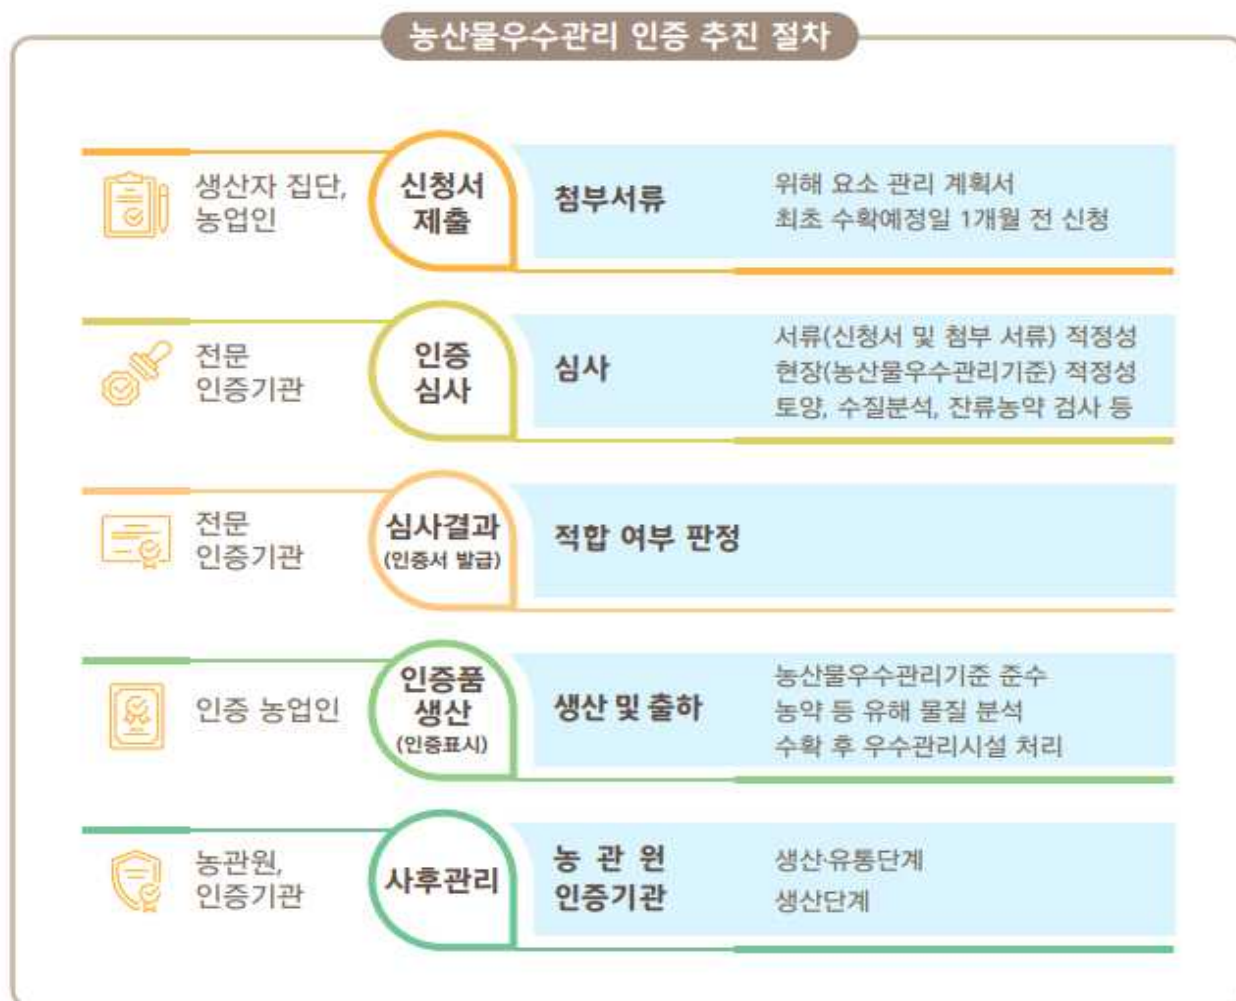 농산물우수관리 인증 추진 절차
생산자 집단,
농업인
신청서
제출
첨부서류
위해 요소 관리 계획서
최초 수확예정일 1개월 전 신청
전문
인증기관
인증
심사
심사
서류(신청서 및 첨부 서류) 적정성
현장(농산물우수관리기준) 적정성
토양, 수질분석, 잔류농약 검사 등
전문
인증기관
심사결과
(인증서 발급)
적합 여부 판정
인증 농업인
인증품
생산
(인증표시)
생산 및 출하
농산물우수관리기준 준수
농약 등 유해 물질 분석
수확 후 우수관리시설 처리
농관원,
인증기관
사후관리
농 관 원
인증기관
생산·유통단계
생산단계